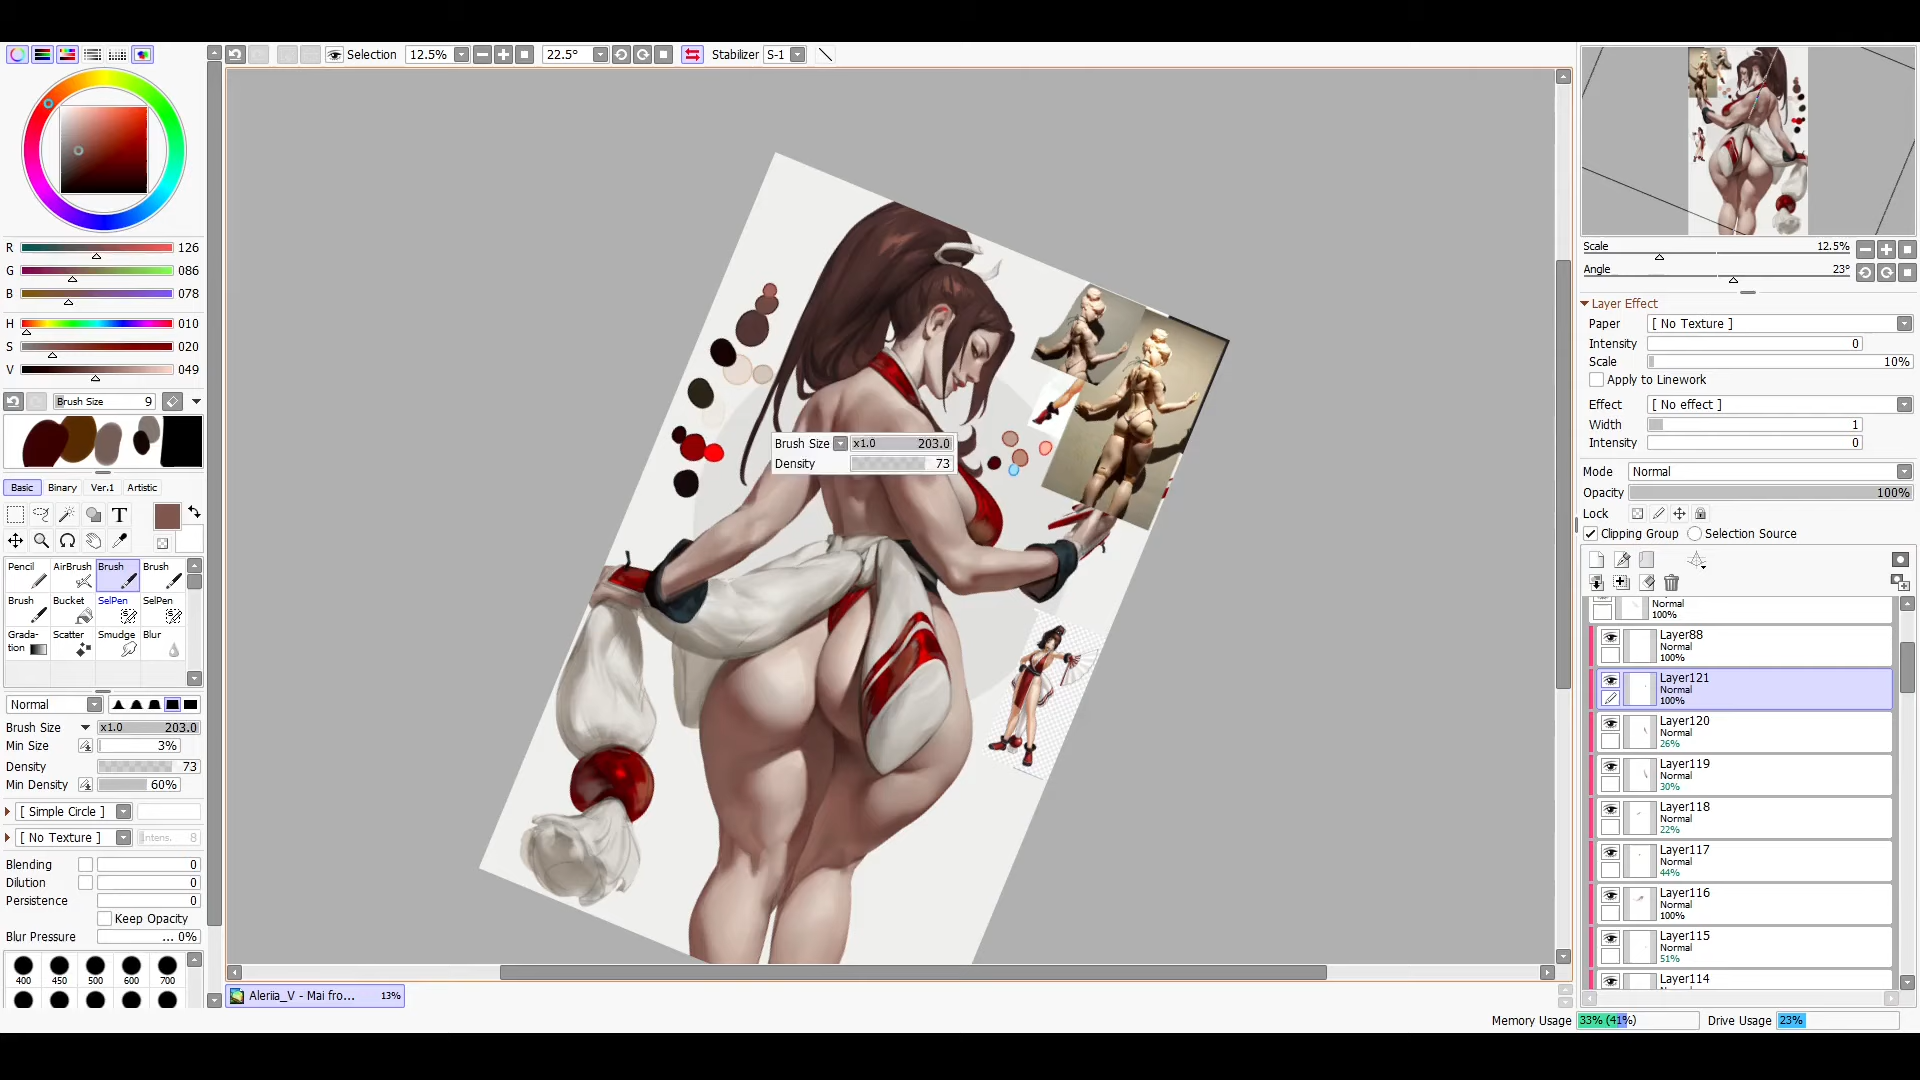 Selection 12.5% 22.5° Stabilizer S-1
R 126
G 086
B 078
H 010
S 020
V 049
Brush Size 9
Basic Binary Ver.1 Artistic
T
Pencil AirBrush Brush Brush
Brush Bucket SelPen SelPen
Grada-tion Scatter Smudge Blur
Normal
Brush Size x1.0 203.0
Min Size 3%
Density 73
Min Density 60%
[ Simple Circle ]
[ No Texture ] Intens. 8
Blending 0
Dilution 0
Persistence 0
Keep Opacity
Blur Pressure ... 0%
400 450 500 600 700
Brush Size x1.0 203.0
Density 73
Aleriia_V - Mai fro... 13%
Scale 12.5%
Angle 23°
Layer Effect
Paper [ No Texture ]
Intensity 0
Scale 10%
Apply to Linework
Effect [ No effect ]
Width 1
Intensity 0
Mode Normal
Opacity 100%
Lock
Clipping Group Selection Source
Normal
100%
Layer88
Normal
100%
Layer121
Normal
100%
Layer120
Normal
26%
Layer119
Normal
30%
Layer118
Normal
22%
Layer117
Normal
44%
Layer116
Normal
100%
Layer115
Normal
51%
Layer114
Memory Usage 33% (41%) Drive Usage 23%